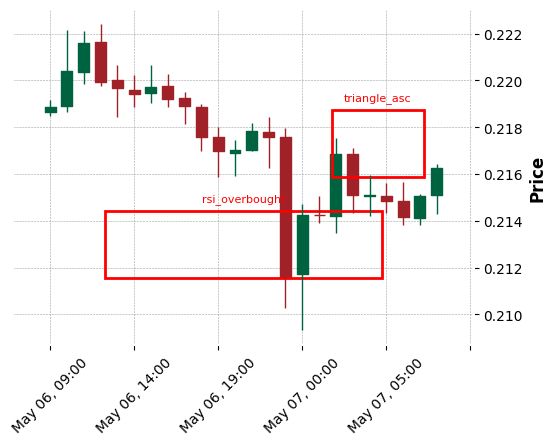 triangle_asc
rsi_overbough
0.222
0.220
0.218
0.216
0.214
0.212
0.210
Price
May 06, 09:00
May 06, 14:00
May 06, 19:00
May 07, 00:00
May 07, 05:00